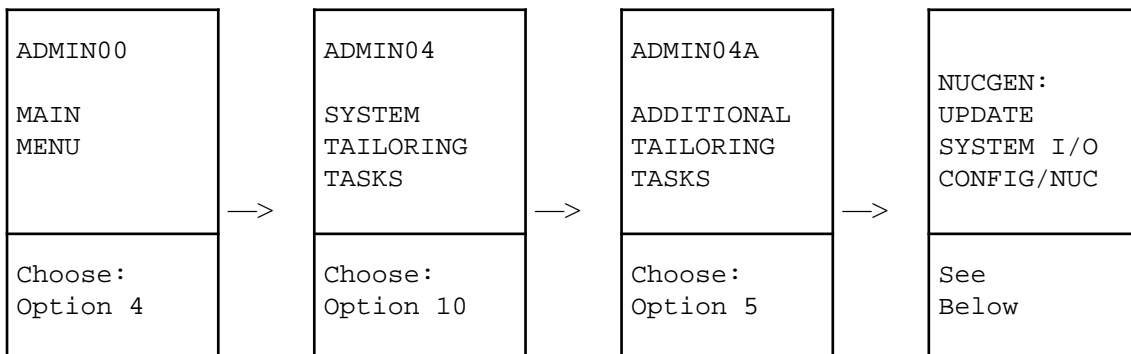 ADMIN00
MAIN
MENU
Choose:
Option 4
—>
ADMIN04
SYSTEM
TAILORING
TASKS
Choose:
Option 10
—>
ADMIN04A
ADDITIONAL
TAILORING
TASKS
Choose:
Option 5
—>
NUCGEN:
UPDATE
SYSTEM I/O
CONFIG/NUC
See
Below